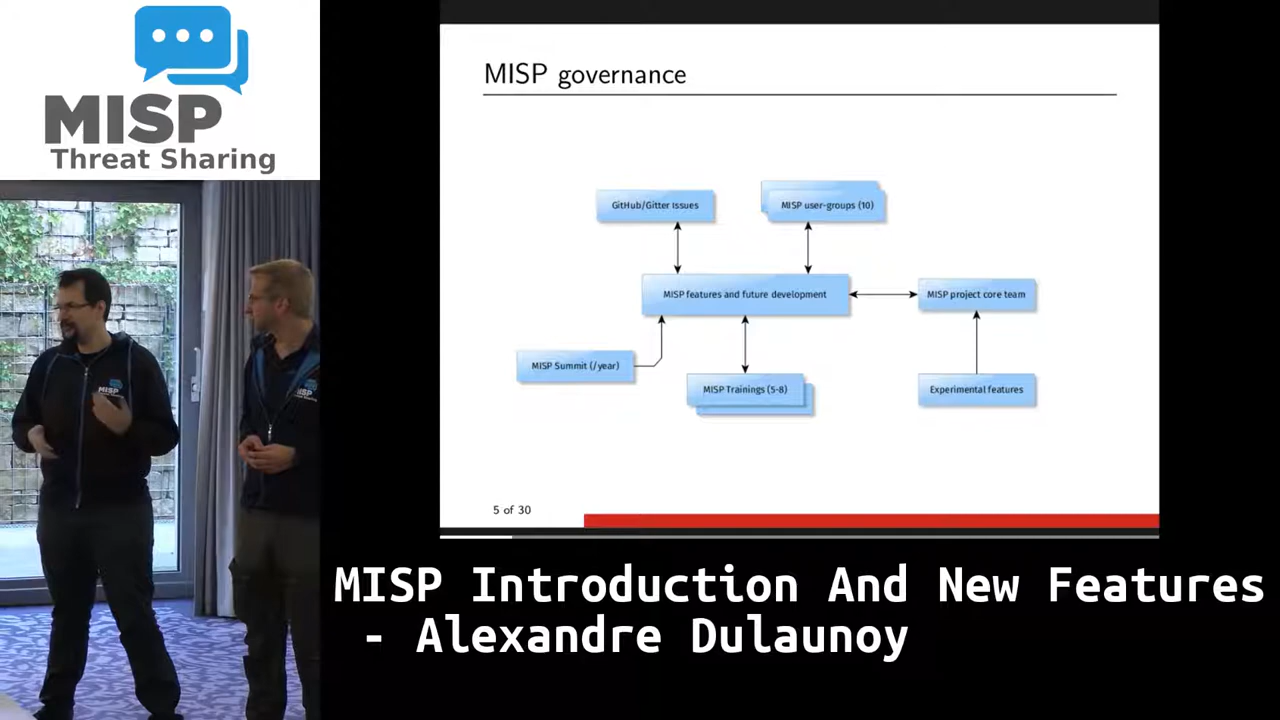 MISP
Threat Sharing
MISP governance
GitHub/Gitter Issues
MISP user-groups (10)
MISP features and future development
MISP project core team
MISP Summit (/year)
MISP Trainings (5-8)
Experimental features
5 of 30
MISP
MISP
MISP Introduction And New Features
- Alexandre Dulaunoy